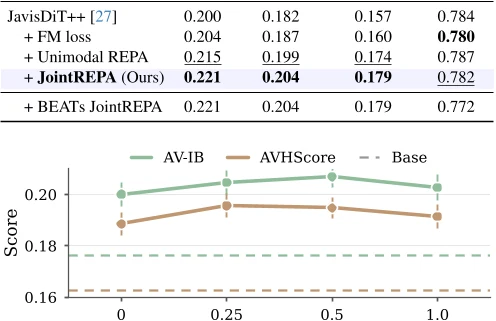 JavisDiT++ [27] 0.200 0.182 0.157 0.784
+ FM loss 0.204 0.187 0.160 0.780
+ Unimodal REPA 0.215 0.199 0.174 0.787
+ JointREPA (Ours) 0.221 0.204 0.179 0.782
+ BEATs JointREPA 0.221 0.204 0.179 0.772
AV-IB AVHScore Base
Score
0.20
0.18
0.16
0 0.25 0.5 1.0